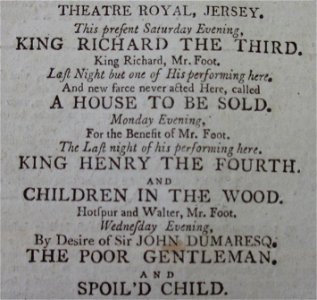 THEATRE ROYAL, JERSEY.
This preſent Saturday Evening,
KING RICHARD THE THIRD.
King Richard, Mr. Foot.
Laſt Night but one of His performing here.
And new farce never acted Here, called
A HOUSE TO BE SOLD.
Monday Evening,
For the Benefit of Mr. Foot.
The Laſt night of his performing here.
KING HENRY THE FOURTH.
AND
CHILDREN IN THE WOOD.
Hotſpur and Walter, Mr. Foot.
Wedneſday Evening,
By Desire of Sir JOHN DUMARESQ.
THE POOR GENTLEMAN.
AND
SPOIL'D CHILD.